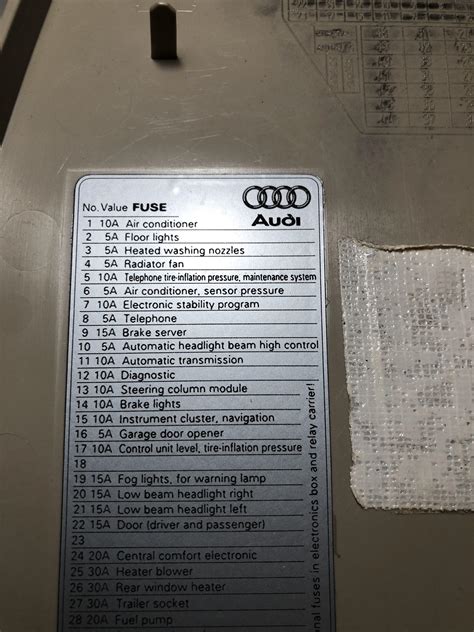 No. Value FUSE
Audi
1 10A Air conditioner
2 5A Floor lights
3 5A Heated washing nozzles
4 5A Radiator fan
5 10A Telephone tire-inflation pressure, maintenance system
6 5A Air conditioner, sensor pressure
7 10A Electronic stability program
8 5A Telephone
9 15A Brake server
10 5A Automatic headlight beam high control
11 10A Automatic transmission
12 10A Diagnostic
13 10A Steering column module
14 10A Brake lights
15 10A Instrument cluster, navigation
16 5A Garage door opener
17 10A Control unit level, tire-inflation pressure
18
19 15A Fog lights, for warning lamp
20 15A Low beam headlight right
21 15A Low beam headlight left
22 15A Door (driver and passenger)
23
24 20A Central comfort electronic
25 30A Heater blower
26 30A Rear window heater
27 30A Trailer socket
28 20A Fuel pump
nal fuses in electronics box and relay carrier!